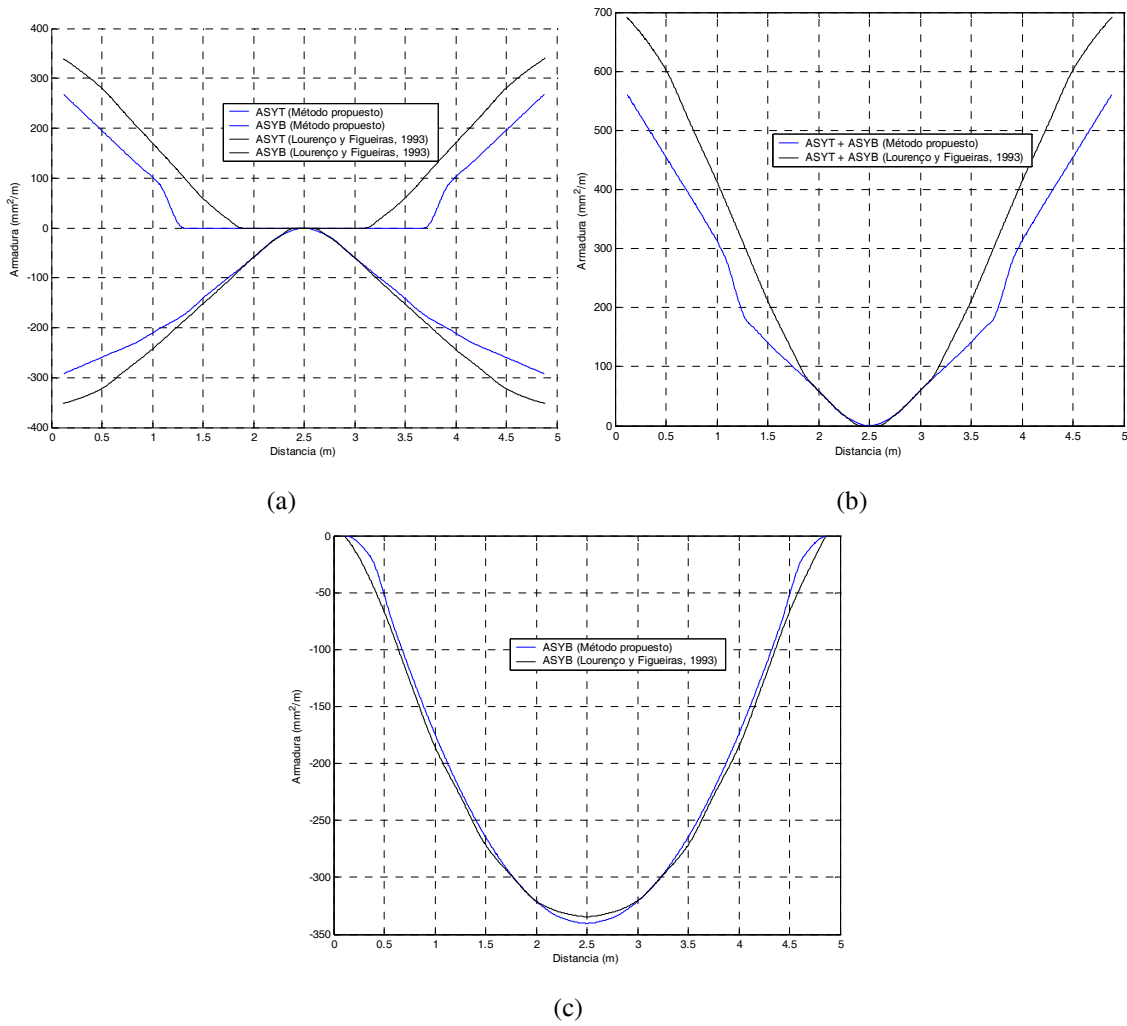 400
300
200
100
0
-100
-200
-300
-400
Armadura (mm²/m)
0 0.5 1 1.5 2 2.5 3 3.5 4 4.5 5
Distancia (m)
ASYT (Método propuesto)
ASYB (Método propuesto)
ASYT (Lourenço y Figueiras, 1993)
ASYB (Lourenço y Figueiras, 1993)
(a)
700
600
500
400
300
200
100
0
Armadura (mm²/m)
0 0.5 1 1.5 2 2.5 3 3.5 4 4.5 5
Distancia (m)
ASYT + ASYB (Método propuesto)
ASYT + ASYB (Lourenço y Figueiras, 1993)
(b)
0
-50
-100
-150
-200
-250
-300
-350
Armadura (mm²/m)
0 0.5 1 1.5 2 2.5 3 3.5 4 4.5 5
Distancia (m)
ASYB (Método propuesto)
ASYB (Lourenço y Figueiras, 1993)
(c)